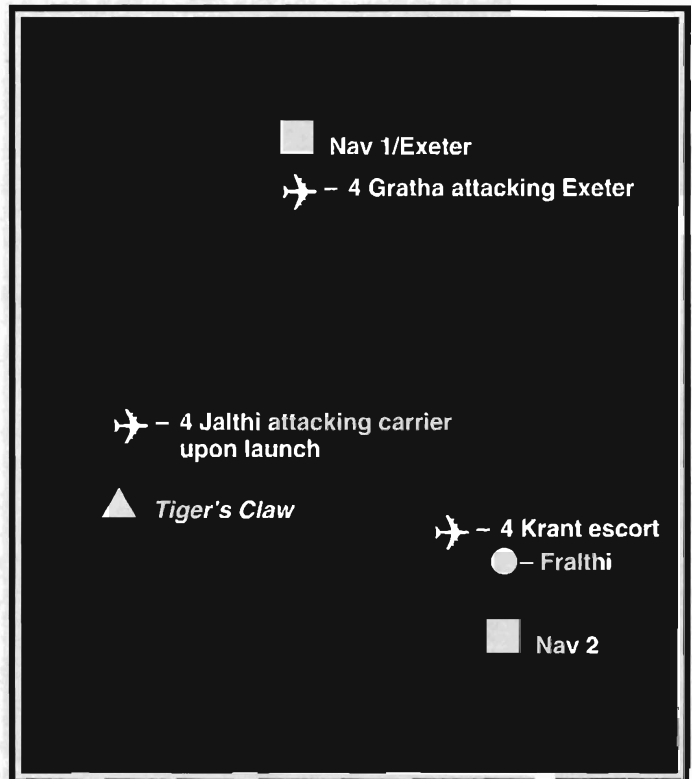 Nav 1/Exeter
– 4 Gratha attacking Exeter
– 4 Jalthi attacking carrier
upon launch
Tiger's Claw
– 4 Krant escort
– Fralthi
Nav 2